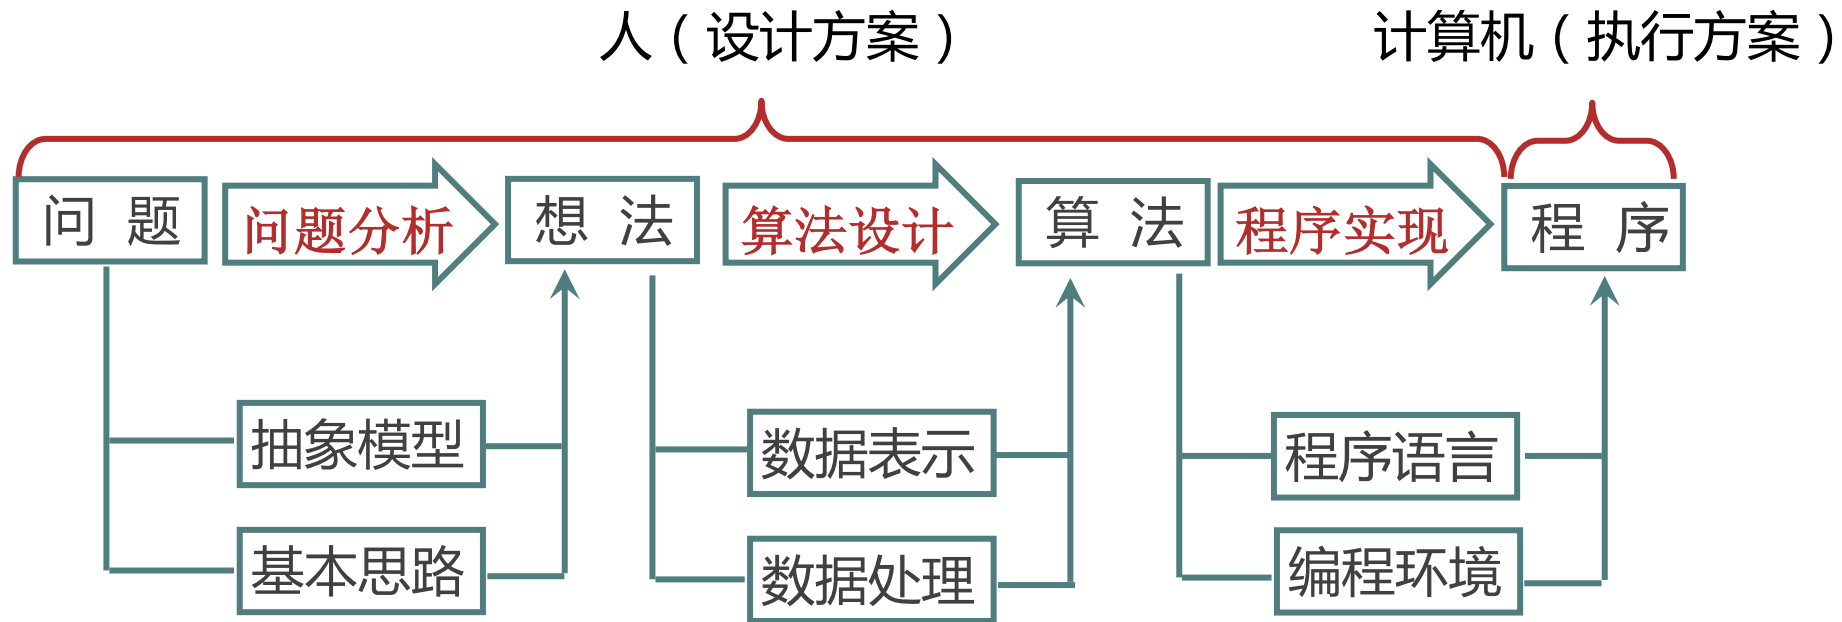 人（设计方案）
计算机（执行方案）
问 题
问题分析
想 法
算法设计
算 法
程序实现
程 序
抽象模型
数据表示
程序语言
基本思路
数据处理
编程环境